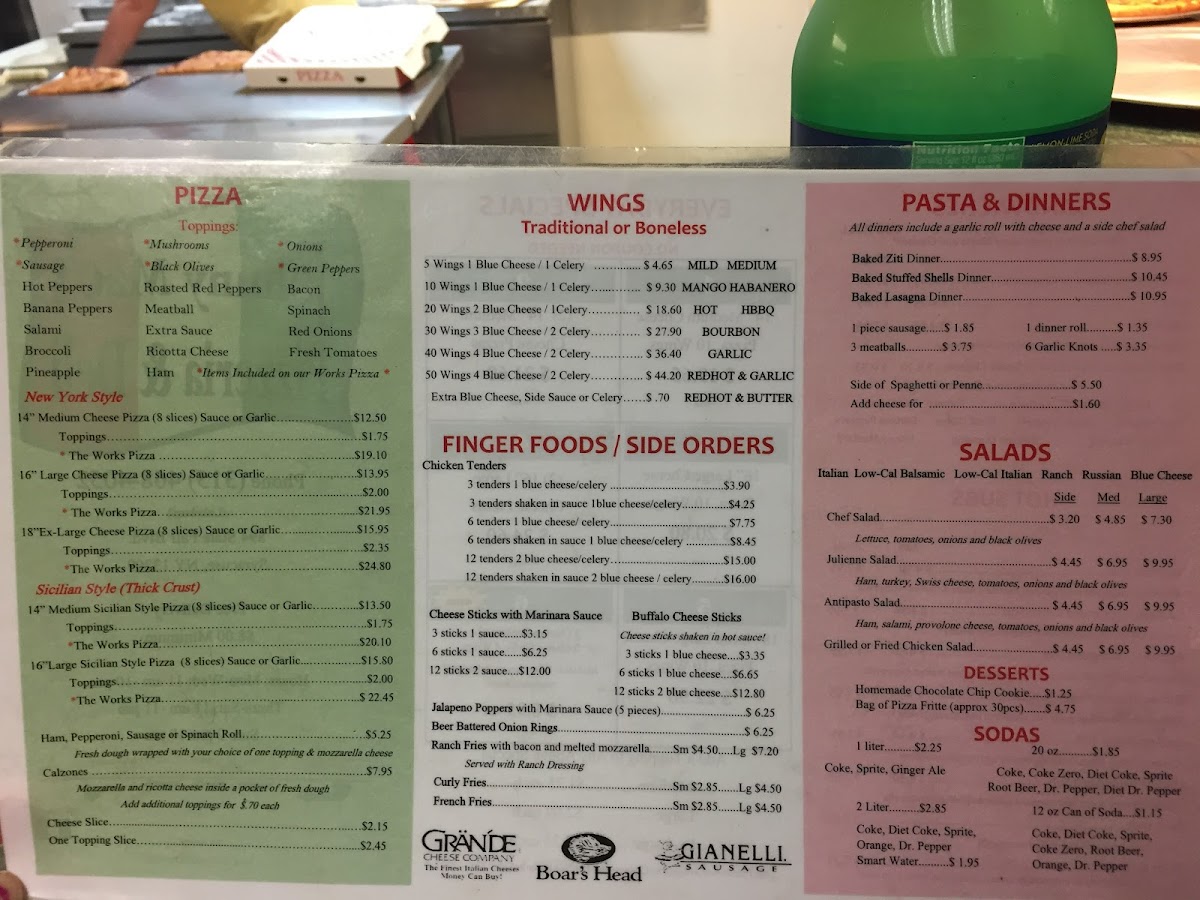 PIZZA
LEMON-LIME SODA
PIZZA
Toppings:
*Pepperoni *Mushrooms * Onions
*Sausage *Black Olives * Green Peppers
Hot Peppers Roasted Red Peppers Bacon
Banana Peppers Meatball Spinach
Salami Extra Sauce Red Onions
Broccoli Ricotta Cheese Fresh Tomatoes
Pineapple Ham *Items Included on our Works Pizza *
New York Style
14" Medium Cheese Pizza (8 slices) Sauce or Garlic....................$12.50
Toppings..........................................................$1.75
* The Works Pizza ..............................................$19.10
16" Large Cheese Pizza (8 slices) Sauce or Garlic......................$13.95
Toppings..........................................................$2.00
* The Works Pizza..............................................$21.95
18"Ex-Large Cheese Pizza (8 slices) Sauce or Garlic...................$15.95
Toppings..........................................................$2.35
*The Works Pizza..............................................$24.80
Sicilian Style (Thick Crust)
14" Medium Sicilian Style Pizza (8 slices) Sauce or Garlic............$13.50
Toppings..........................................................$1.75
*The Works Pizza..............................................$20.10
16"Large Sicilian Style Pizza (8 slices) Sauce or Garlic...............$15.80
Toppings..........................................................$2.00
*The Works Pizza..............................................$ 22.45
Ham, Pepperoni, Sausage or Spinach Roll..............................$5.25
Fresh dough wrapped with your choice of one topping & mozzarella cheese
Calzones ..........................................................$7.95
Mozzarella and ricotta cheese inside a pocket of fresh dough
Add additional toppings for $.70 each
Cheese Slice..........................................................$2.15
One Topping Slice....................................................$2.45
WINGS
Traditional or Boneless
5 Wings 1 Blue Cheese / 1 Celery ............. $ 4.65 MILD MEDIUM
10 Wings 1 Blue Cheese / 1 Celery............. $ 9.30 MANGO HABANERO
20 Wings 2 Blue Cheese / 1Celery............. $ 18.60 HOT HBBQ
30 Wings 3 Blue Cheese / 2 Celery............. $ 27.90 BOURBON
40 Wings 4 Blue Cheese / 2 Celery............. $ 36.40 GARLIC
50 Wings 4 Blue Cheese / 2 Celery............. $ 44.20 REDHOT & GARLIC
Extra Blue Cheese, Side Sauce or Celery......$ .70 REDHOT & BUTTER
FINGER FOODS / SIDE ORDERS
Chicken Tenders
3 tenders 1 blue cheese/celery ..............................$3.90
3 tenders shaken in sauce 1blue cheese/celery...............$4.25
6 tenders 1 blue cheese/ celery.............................. $7.75
6 tenders shaken in sauce 1 blue cheese/celery ..............$8.45
12 tenders 2 blue cheese/celery..............................$15.00
12 tenders shaken in sauce 2 blue cheese / celery..........$16.00
Cheese Sticks with Marinara Sauce Buffalo Cheese Sticks
3 sticks 1 sauce......$3.15 Cheese sticks shaken in hot sauce!
6 sticks 1 sauce......$6.25 3 sticks 1 blue cheese....$3.35
12 sticks 2 sauce...$12.00 6 sticks 1 blue cheese....$6.65
12 sticks 2 blue cheese....$12.80
Jalapeno Poppers with Marinara Sauce (5 pieces)........................$ 6.25
Beer Battered Onion Rings..............................................$ 6.25
Ranch Fries with bacon and melted mozzarella.......Sm $4.50.....Lg $7.20
Served with Ranch Dressing
Curly Fries........................................Sm $2.85......Lg $4.50
French Fries........................................Sm $2.85......Lg $4.50
GRANDE
CHEESE COMPANY
The Finest Italian Cheeses
Money Can Buy!
Boar's Head
GIANELLI
SAUSAGE
PASTA & DINNERS
All dinners include a garlic roll with cheese and a side chef salad
Baked Ziti Dinner..................................................$ 8.95
Baked Stuffed Shells Dinner........................................$ 10.45
Baked Lasagna Dinner..............................................$ 10.95
1 piece sausage.....$ 1.85 1 dinner roll.........$ 1.35
3 meatballs..........$ 3.75 6 Garlic Knots .....$ 3.35
Side of Spaghetti or Penne........................$ 5.50
Add cheese for ........................................$1.60
SALADS
Italian Low-Cal Balsamic Low-Cal Italian Ranch Russian Blue Cheese
Side Med Large
Chef Salad..................................................$ 3.20 $ 4.85 $ 7.30
Lettuce, tomatoes, onions and black olives
Julienne Salad..............................................$ 4.45 $ 6.95 $ 9.95
Ham, turkey, Swiss cheese, tomatoes, onions and black olives
Antipasto Salad............................................. $ 4.45 $ 6.95 $ 9.95
Ham, salami, provolone cheese, tomatoes, onions and black olives
Grilled or Fried Chicken Salad.........................$ 4.45 $ 6.95 $ 9.95
DESSERTS
Homemade Chocolate Chip Cookie.....$1.25
Bag of Pizza Fritte (approx 30pcs).......$ 4.75
SODAS
1 liter..........$2.25 20 oz...........$1.85
Coke, Sprite, Ginger Ale Coke, Coke Zero, Diet Coke, Sprite
Root Beer, Dr. Pepper, Diet Dr. Pepper
2 Liter..........$2.85 12 oz Can of Soda....$1.15
Coke, Diet Coke, Sprite, Coke, Diet Coke, Sprite,
Orange, Dr. Pepper Coke Zero, Root Beer,
Smart Water.........$ 1.95 Orange, Dr. Pepper